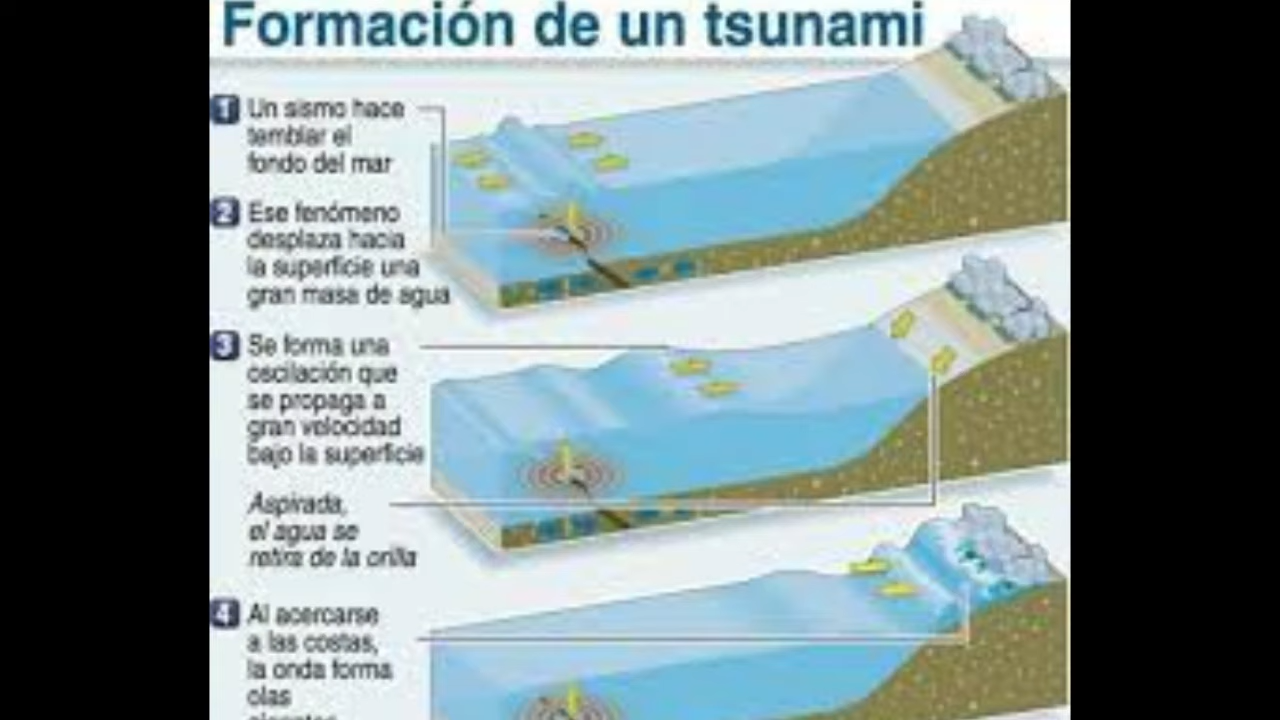 Formación de un tsunami
1 Un sismo hace
temblar el
fondo del mar
2 Ese fenómeno
desplaza hacia
la superficie una
gran masa de agua
3 Se forma una
oscilación que
se propaga a
gran velocidad
bajo la superficie
Aspirada,
el agua se
retira de la orilla
4 Al acercarse
a las costas,
la onda forma
olas